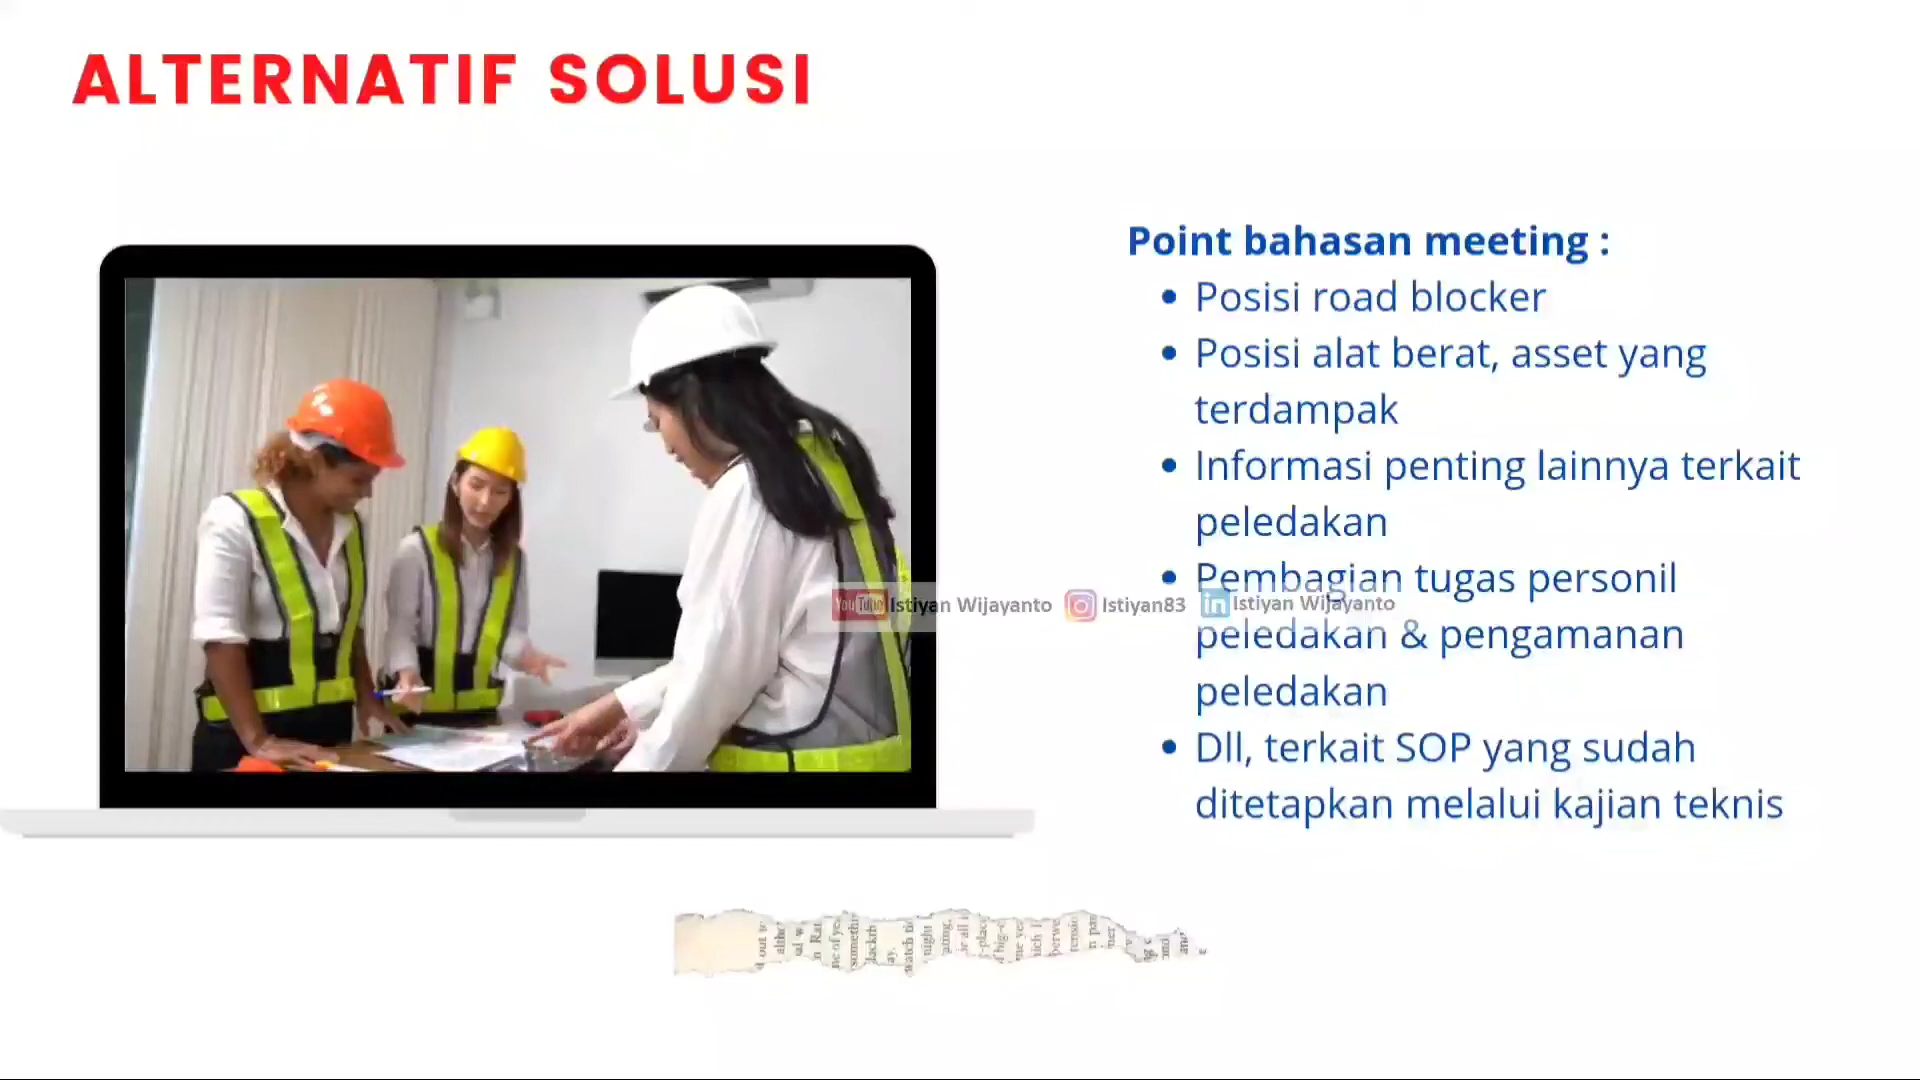 ALTERNATIF SOLUSI
Point bahasan meeting :
• Posisi road blocker
• Posisi alat berat, asset yang
terdampak
• Informasi penting lainnya terkait
peledakan
• Pembagian tugas personil
peledakan & pengamanan
peledakan
• Dll, terkait SOP yang sudah
ditetapkan melalui kajian teknis
YouTube Istiyan Wijayanto Istiyan83 in Istiyan Wijayanto